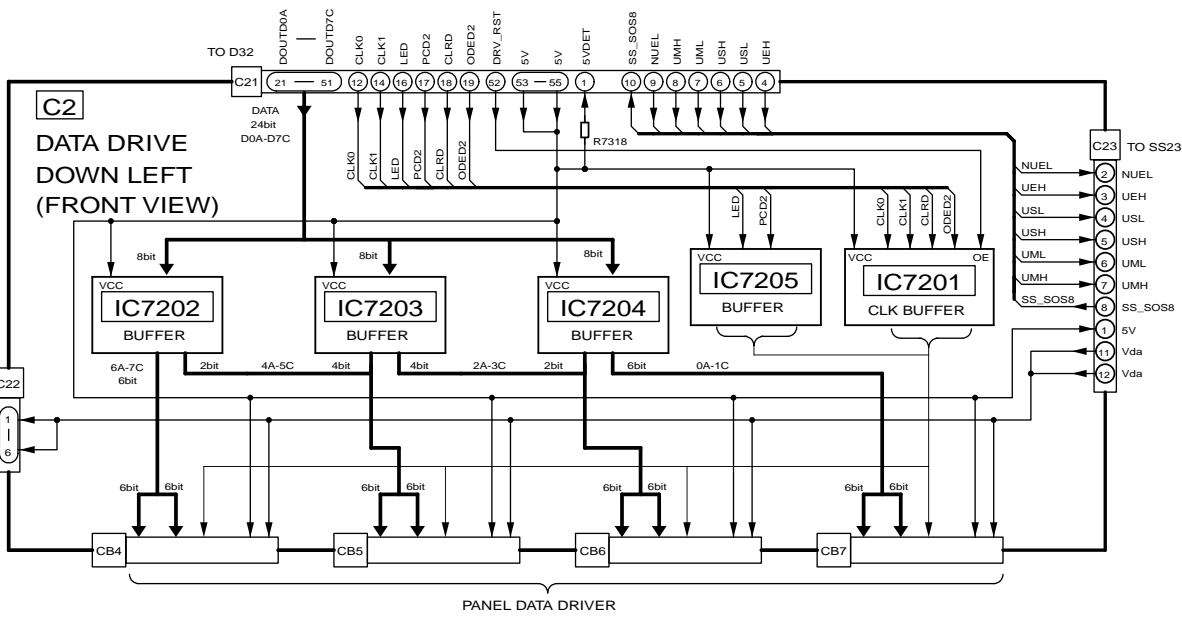 DOUTD0A
DOUTD7C
CLK0
CLK1
LED
PCD2
CLRD
ODED2
DRV_RST
5V
5V
5VDET
SS_SOS8
NUEL
UMH
UML
USH
USL
UEH
TO D32
C21
21 — 51
12
14
16
17
18
19
52
53 — 55
1
10
9
8
7
6
5
4
C2
DATA DRIVE
DOWN LEFT
(FRONT VIEW)
DATA
24bit
D0A-D7C
R7318
CLK0
CLK1
LED
PCD2
CLRD
ODED2
C23
TO SS23
NUEL
2
NUEL
UEH
3
UEH
USL
4
USL
USH
5
USH
UML
6
UML
UMH
7
UMH
SS_SOS8
8
SS_SOS8
1
5V
11
Vda
12
Vda
LED
PCD2
CLK0
CLK1
CLRD
ODED2
8bit
8bit
8bit
VCC
IC7202
BUFFER
VCC
IC7203
BUFFER
VCC
IC7204
BUFFER
VCC
IC7205
BUFFER
VCC
OE
IC7201
CLK BUFFER
6A-7C
6bit
2bit
4A-5C
4bit
4bit
2A-3C
2bit
6bit
0A-1C
C22
1
6
6bit
6bit
6bit
6bit
6bit
6bit
6bit
6bit
CB4
CB5
CB6
CB7
PANEL DATA DRIVER